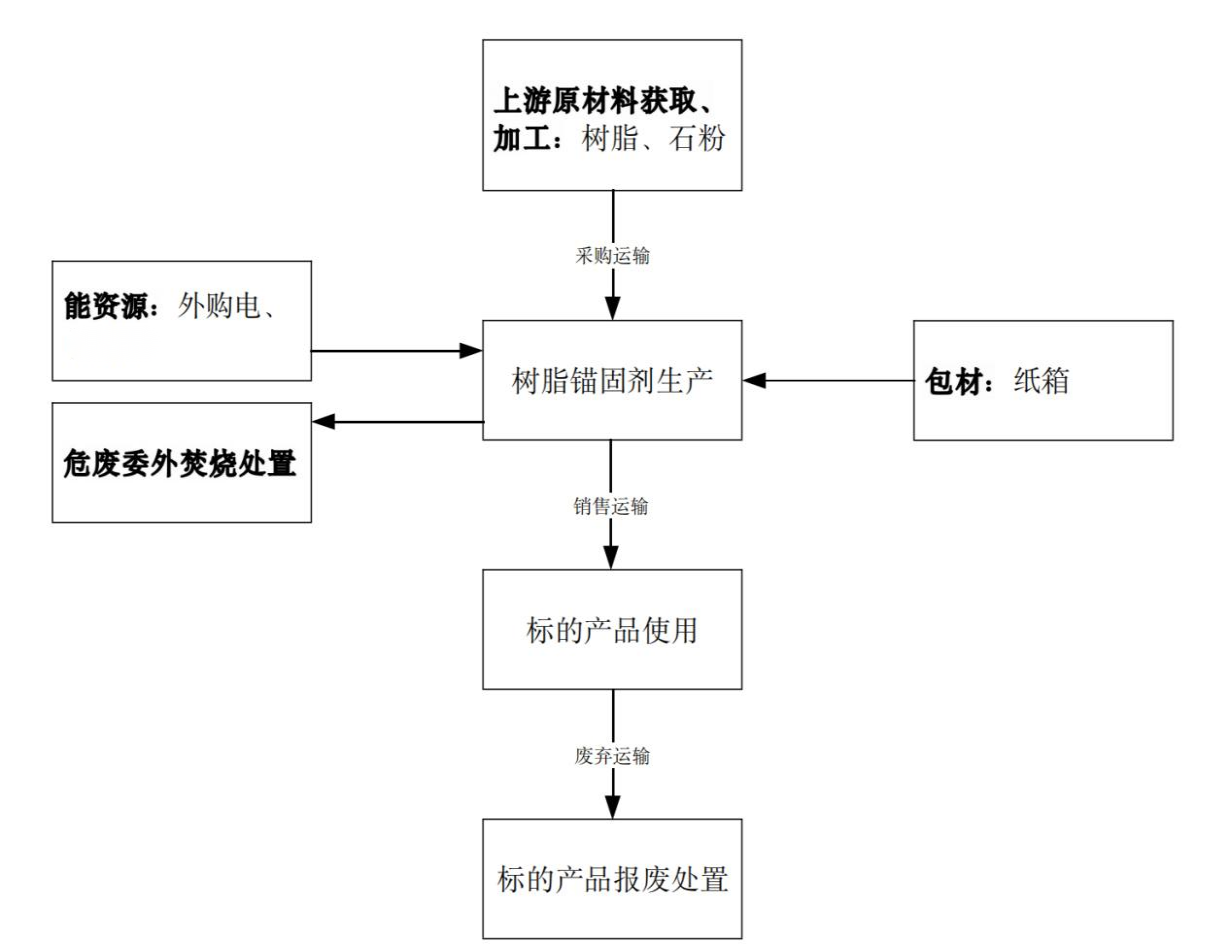 上游原材料获取、
加工：树脂、石粉
采购运输
能资源：外购电、
树脂锚固剂生产
包材：纸箱
危废委外焚烧处置
销售运输
标的产品使用
废弃运输
标的产品报废处置